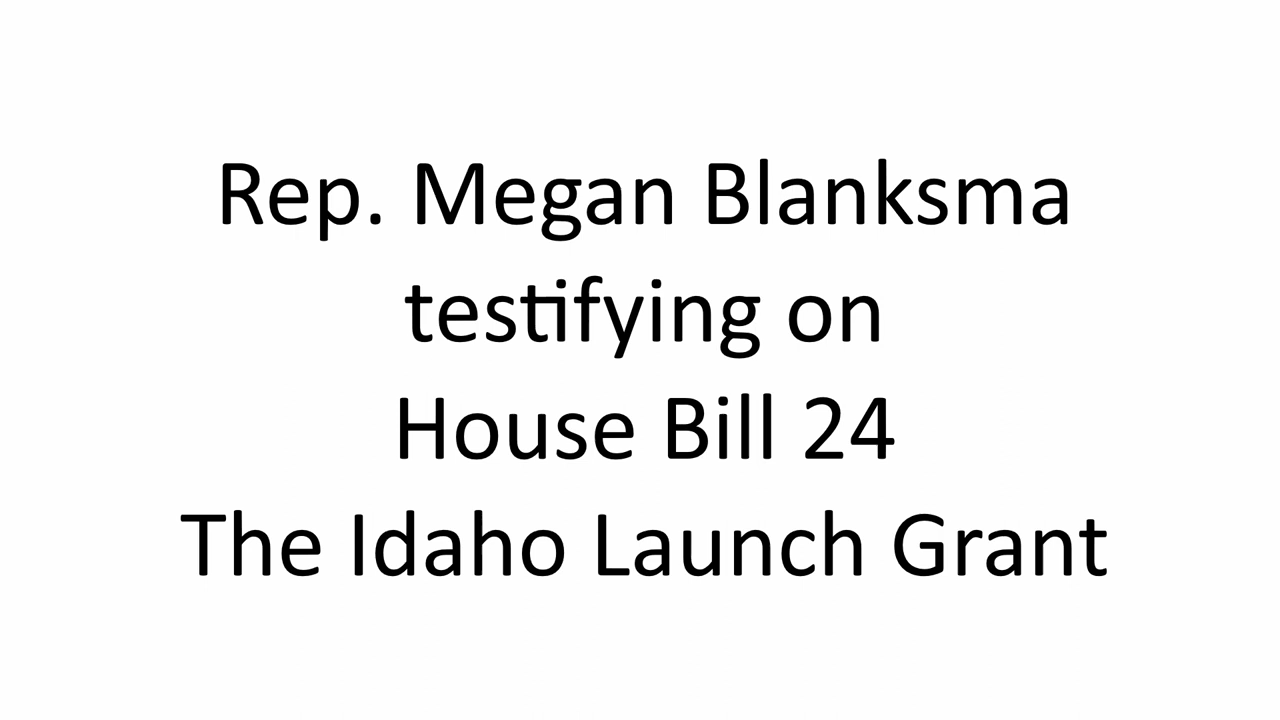 Rep. Megan Blanksma
testifying on
House Bill 24
The Idaho Launch Grant